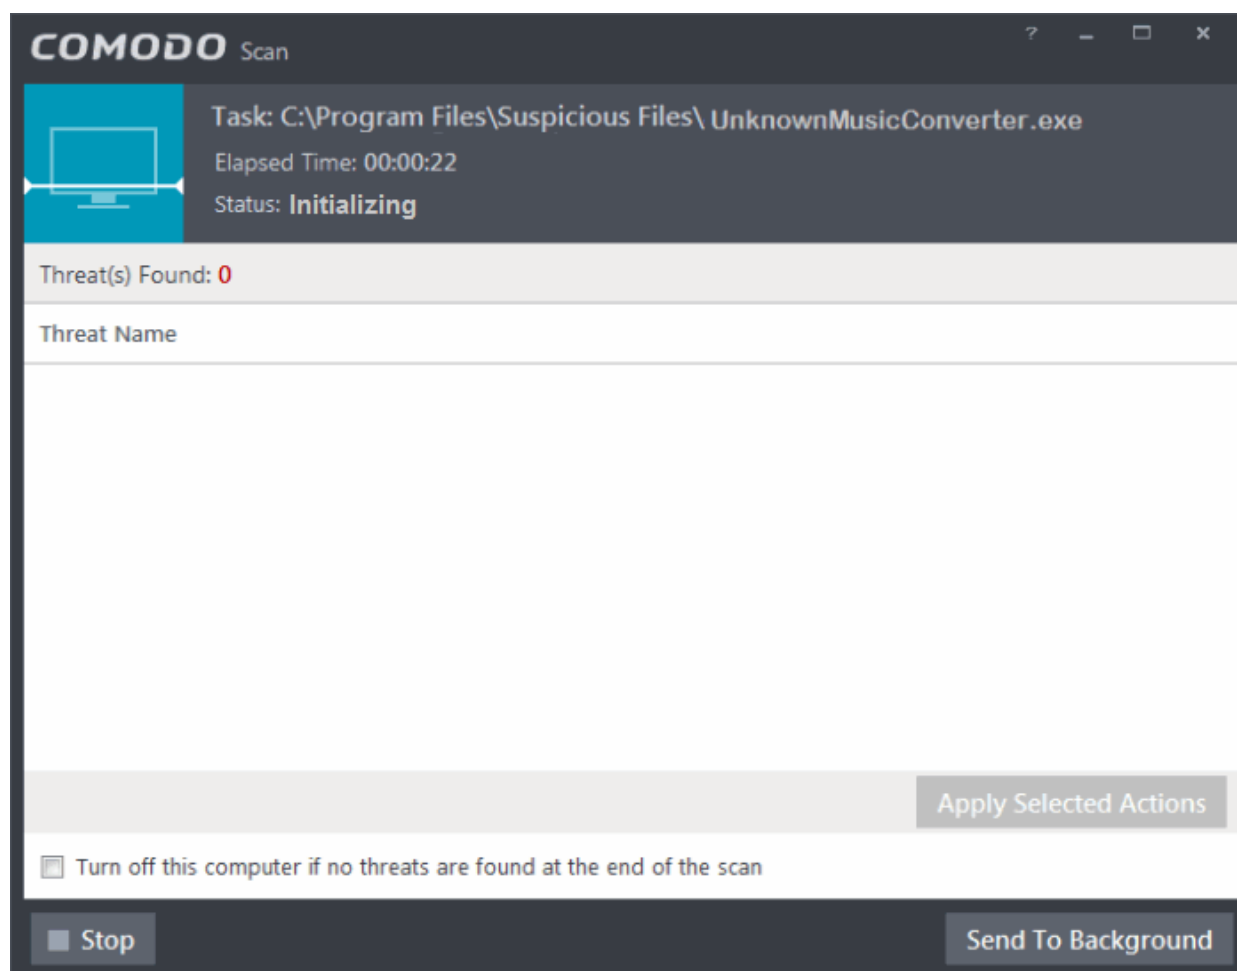 COMODO Scan
Task: C:\Program Files\Suspicious Files\ UnknownMusicConverter.exe
Elapsed Time: 00:00:22
Status: Initializing
Threat(s) Found: 0
Threat Name
Apply Selected Actions
Turn off this computer if no threats are found at the end of the scan
Stop
Send To Background